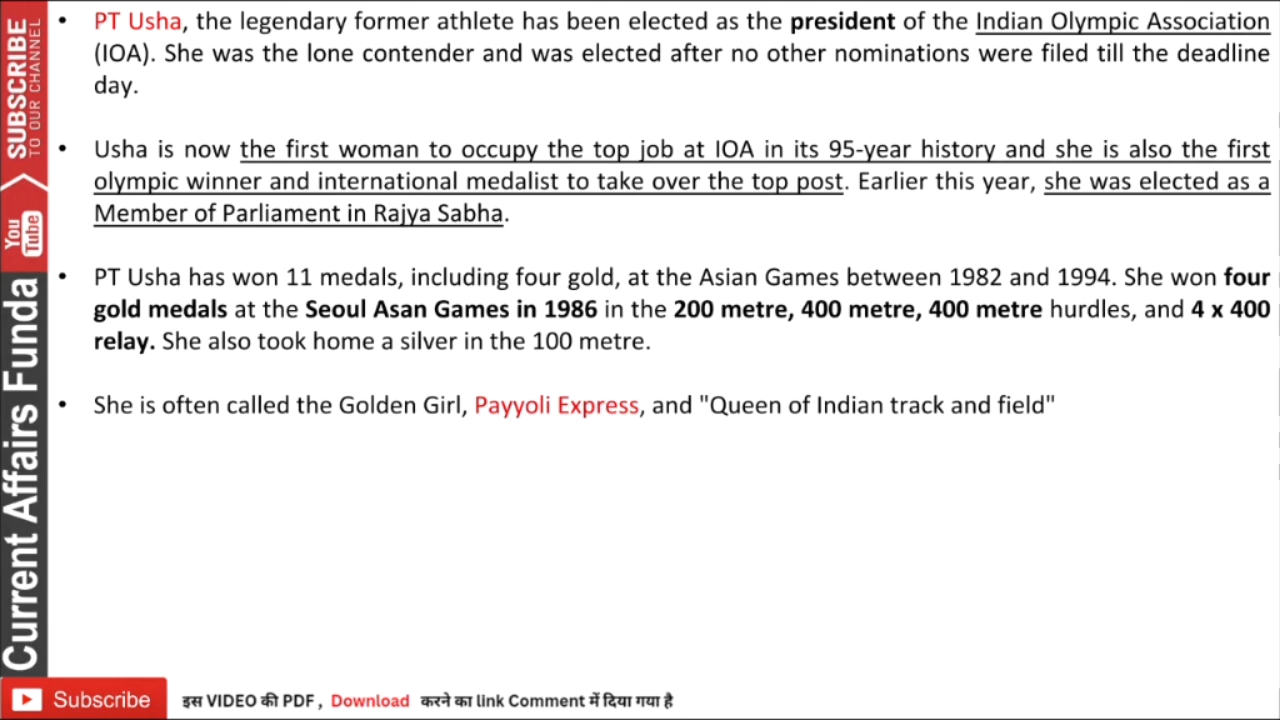 • PT Usha, the legendary former athlete has been elected as the president of the Indian Olympic Association
(IOA). She was the lone contender and was elected after no other nominations were filed till the deadline
day.
• Usha is now the first woman to occupy the top job at IOA in its 95-year history and she is also the first
olympic winner and international medalist to take over the top post. Earlier this year, she was elected as a
Member of Parliament in Rajya Sabha.
• PT Usha has won 11 medals, including four gold, at the Asian Games between 1982 and 1994. She won four
gold medals at the Seoul Asan Games in 1986 in the 200 metre, 400 metre, 400 metre hurdles, and 4 x 400
relay. She also took home a silver in the 100 metre.
• She is often called the Golden Girl, Payyoli Express, and "Queen of Indian track and field"
SUBSCRIBE
TO OUR CHANNEL
You
Tube
Current Affairs Funda
Subscribe
इस VIDEO की PDF , Download करने का link Comment में दिया गया है